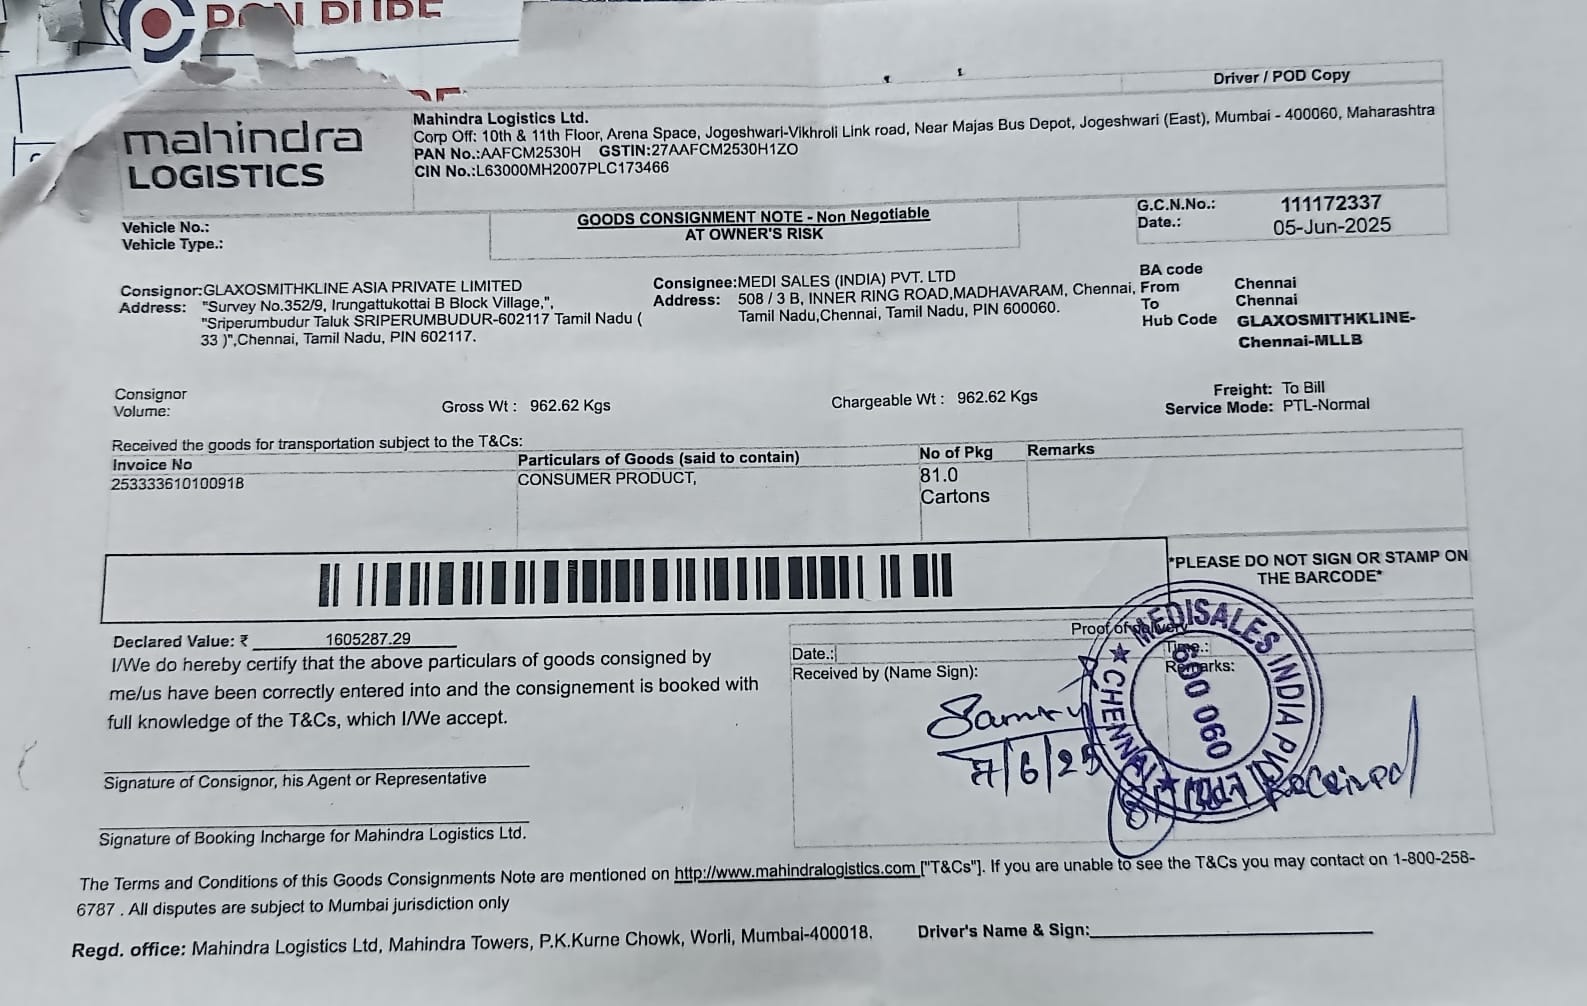 Driver / POD Copy
mahindra
LOGISTICS
Mahindra Logistics Ltd.
Corp Off: 10th & 11th Floor, Arena Space, Jogeshwari-Vikhroli Link road, Near Majas Bus Depot, Jogeshwari (East), Mumbai - 400060, Maharashtra
PAN No.:AAFCM2530H GSTIN:27AAFCM2530H1ZO
CIN No.:L63000MH2007PLC173466
Vehicle No.:
Vehicle Type.:
GOODS CONSIGNMENT NOTE - Non Negotiable
AT OWNER'S RISK
G.C.N.No.: 111172337
Date.: 05-Jun-2025
Consignor:GLAXOSMITHKLINE ASIA PRIVATE LIMITED
Address: "Survey No.352/9, Irungattukottai B Block Village,",
"Sriperumbudur Taluk SRIPERUMBUDUR-602117 Tamil Nadu (
33 )",Chennai, Tamil Nadu, PIN 602117.
Consignee:MEDI SALES (INDIA) PVT. LTD
Address: 508 / 3 B, INNER RING ROAD,MADHAVARAM, Chennai,
Tamil Nadu,Chennai, Tamil Nadu, PIN 600060.
BA code
From Chennai
To Chennai
Hub Code GLAXOSMITHKLINE-
Chennai-MLLB
Consignor
Volume:
Gross Wt : 962.62 Kgs
Chargeable Wt : 962.62 Kgs
Freight: To Bill
Service Mode: PTL-Normal
Received the goods for transportation subject to the T&Cs:
Invoice No Particulars of Goods (said to contain) No of Pkg Remarks
253333610100918 CONSUMER PRODUCT, 81.0
Cartons
*PLEASE DO NOT SIGN OR STAMP ON
THE BARCODE*
Declared Value: ₹ 1605287.29
I/We do hereby certify that the above particulars of goods consigned by
me/us have been correctly entered into and the consignement is booked with
full knowledge of the T&Cs, which I/We accept.
Signature of Consignor, his Agent or Representative
Signature of Booking Incharge for Mahindra Logistics Ltd.
Proof of delivery
Date.: Time.:
Received by (Name Sign): Remarks:
7/6/25
MEDISALES INDIA PVT
CHENNAI
600 060
Received
The Terms and Conditions of this Goods Consignments Note are mentioned on http://www.mahindralogistics.com ["T&Cs"]. If you are unable to see the T&Cs you may contact on 1-800-258-
6787 . All disputes are subject to Mumbai jurisdiction only
Regd. office: Mahindra Logistics Ltd, Mahindra Towers, P.K.Kurne Chowk, Worli, Mumbai-400018.
Driver's Name & Sign: